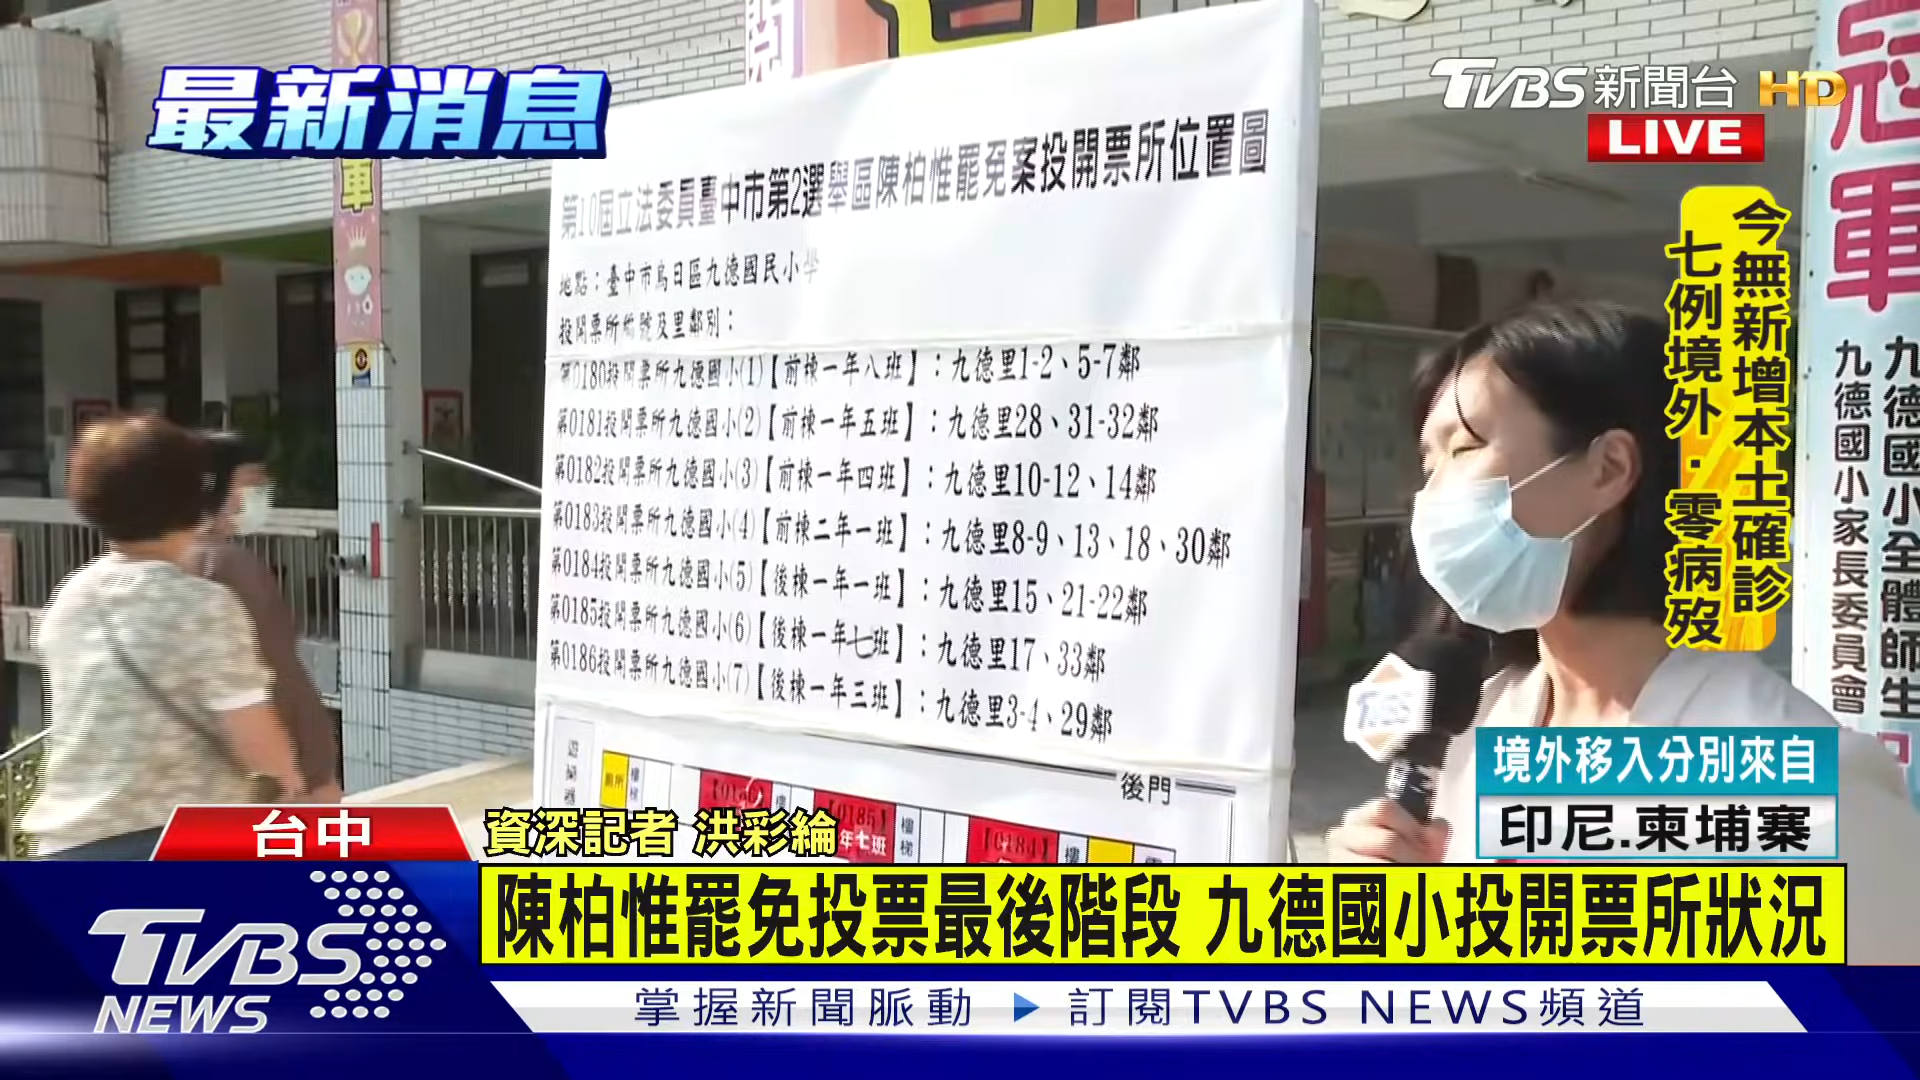 最新消息
TVBS新聞台 HD
LIVE
第10屆立法委員臺中市第2選舉區陳柏惟罷免案投開票所位置圖
地點：臺中市烏日區九德國民小學
投開票所編號及里鄰別：
第0180投開票所九德國小(1)【前棟一年八班】：九德里1-2、5-7鄰
第0181投開票所九德國小(2)【前棟一年五班】：九德里28、31-32鄰
第0182投開票所九德國小(3)【前棟一年四班】：九德里10-12、14鄰
第0183投開票所九德國小(4)【前棟二年一班】：九德里8-9、13、18、30鄰
第0184投開票所九德國小(5)【後棟一年一班】：九德里15、21-22鄰
第0185投開票所九德國小(6)【後棟一年七班】：九德里17、33鄰
第0186投開票所九德國小(7)【後棟一年三班】：九德里3-4、29鄰
後門
廁所
樓梯
【0185】
年七班
樓梯
【0184】
冠軍
九德國小全體師生
九德國小家長委員會
軍
閱
今無新增本土確診
七例境外．零病歿
TVBS
境外移入分別來自
印尼.柬埔寨
台中
資深記者 洪彩綸
陳柏惟罷免投票最後階段 九德國小投開票所狀況
TVBS
NEWS
掌握新聞脈動 ▶ 訂閱TVBS NEWS頻道